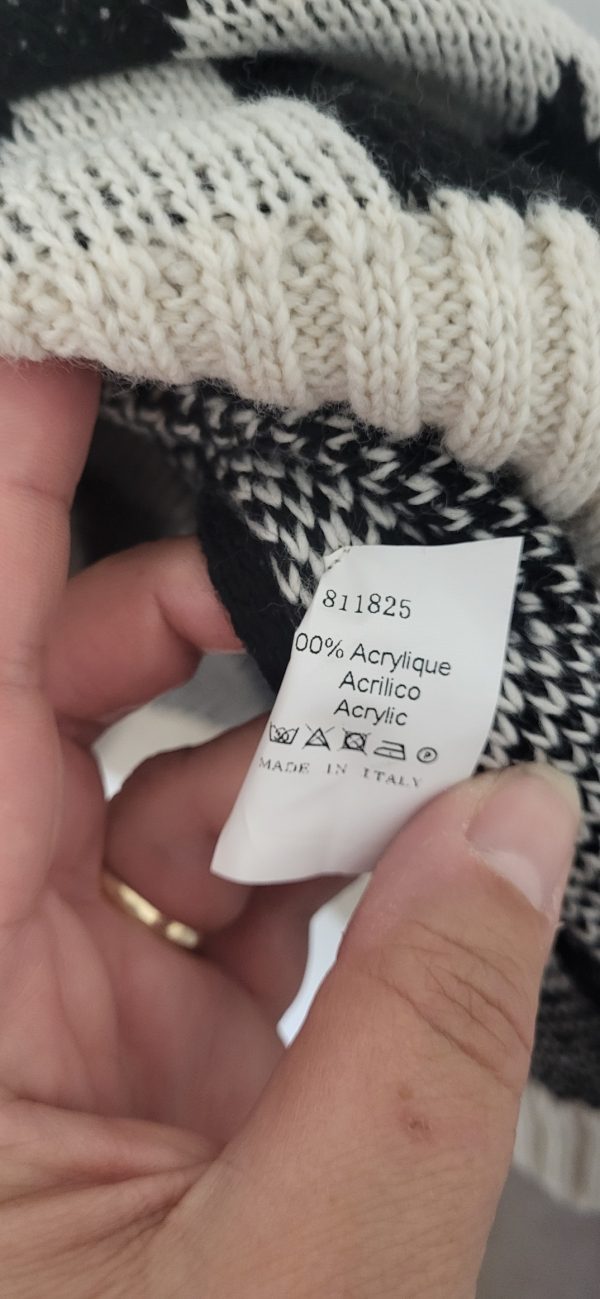 811825
00% Acrylique
Acrilico
Acrylic
MADE IN ITALY